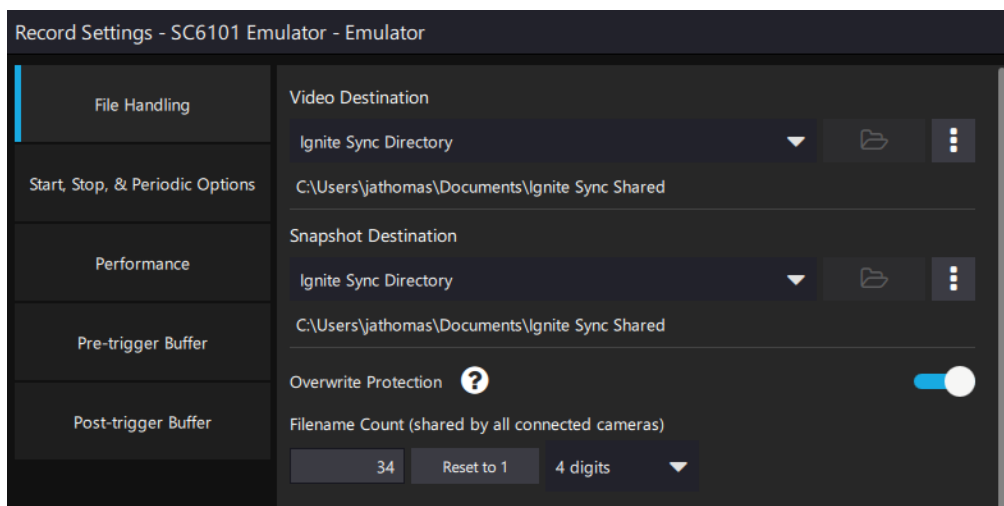 Record Settings - SC6101 Emulator - Emulator
File Handling
Start, Stop, & Periodic Options
Performance
Pre-trigger Buffer
Post-trigger Buffer
Video Destination
Ignite Sync Directory
C:\Users\jathomas\Documents\Ignite Sync Shared
Snapshot Destination
Ignite Sync Directory
C:\Users\jathomas\Documents\Ignite Sync Shared
Overwrite Protection ?
Filename Count (shared by all connected cameras)
34 Reset to 1 4 digits